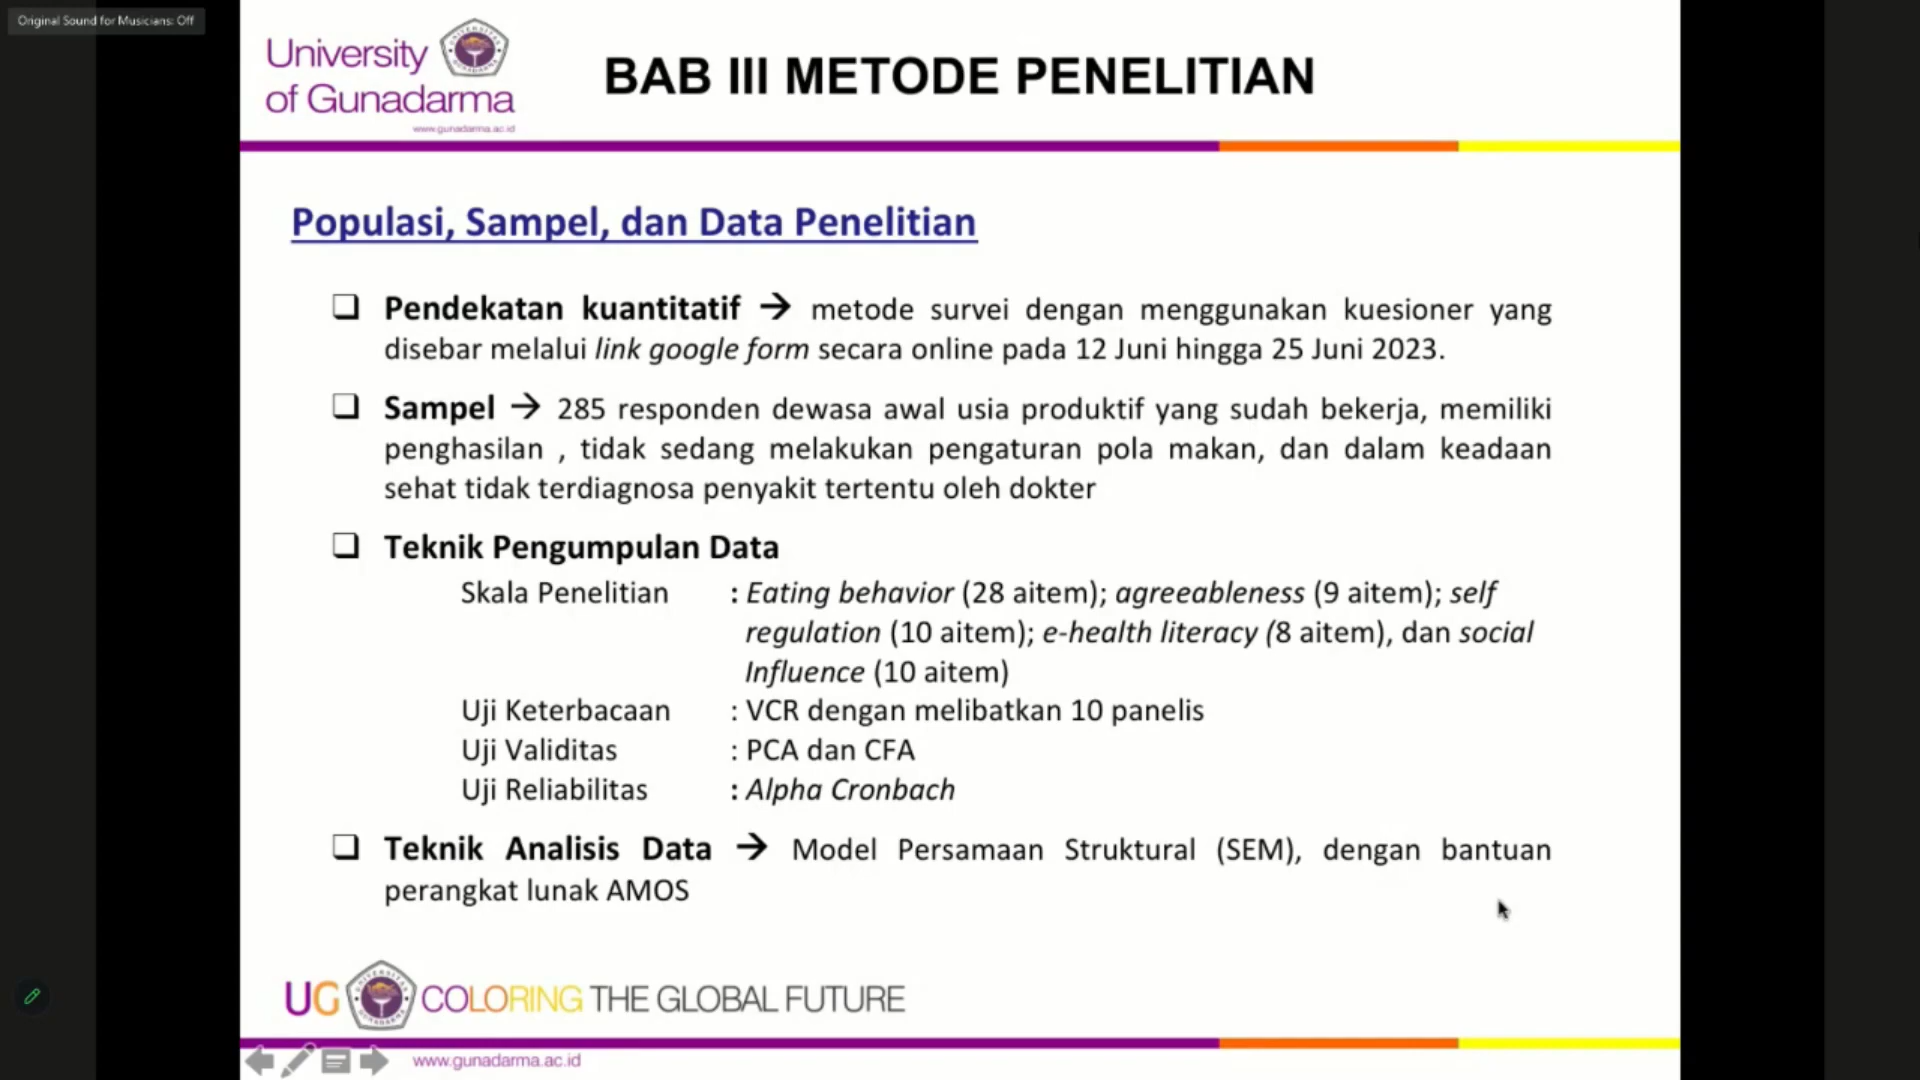 Original Sound for Musicians: Off
University
of Gunadarma
www.gunadarma.ac.id
BAB III METODE PENELITIAN
Populasi, Sampel, dan Data Penelitian
❑ Pendekatan kuantitatif → metode survei dengan menggunakan kuesioner yang
disebar melalui link google form secara online pada 12 Juni hingga 25 Juni 2023.
❑ Sampel → 285 responden dewasa awal usia produktif yang sudah bekerja, memiliki
penghasilan , tidak sedang melakukan pengaturan pola makan, dan dalam keadaan
sehat tidak terdiagnosa penyakit tertentu oleh dokter
❑ Teknik Pengumpulan Data
Skala Penelitian : Eating behavior (28 aitem); agreeableness (9 aitem); self
regulation (10 aitem); e-health literacy (8 aitem), dan social
Influence (10 aitem)
Uji Keterbacaan : VCR dengan melibatkan 10 panelis
Uji Validitas : PCA dan CFA
Uji Reliabilitas : Alpha Cronbach
❑ Teknik Analisis Data → Model Persamaan Struktural (SEM), dengan bantuan
perangkat lunak AMOS
UG COLORING THE GLOBAL FUTURE
www.gunadarma.ac.id